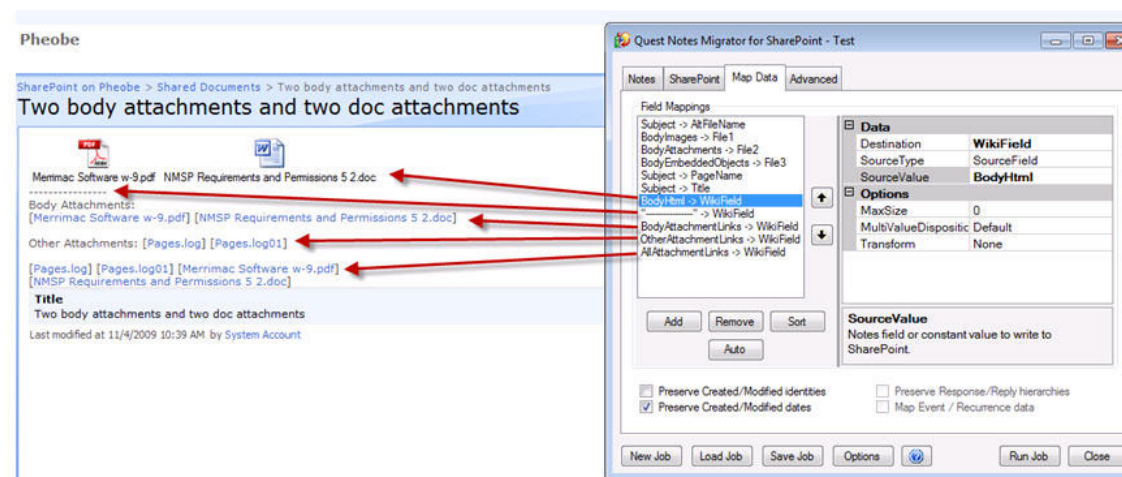 Pheobe
SharePoint on Pheobe > Shared Documents > Two body attachments and two doc attachments
Two body attachments and two doc attachments
PDF
Merrimac Software w-9.pdf NMSP Requirements and Permissions 5 2.doc
----------------
Body Attachments:
[Merrimac Software w-9.pdf] [NMSP Requirements and Permissions 5 2.doc]
Other Attachments: [Pages.log] [Pages.log01]
[Pages.log] [Pages.log01] [Merrimac Software w-9.pdf]
[NMSP Requirements and Permissions 5 2.doc]
Title
Two body attachments and two doc attachments
Last modified at 11/4/2009 10:39 AM by System Account
Quest Notes Migrator for SharePoint - Test
Notes SharePoint Map Data Advanced
Field Mappings
Subject -> AltFileName
BodyImages -> File1
BodyAttachments -> File2
BodyEmbeddedObjects -> File3
Subject -> PageName
Subject -> Title
BodyHtml -> WikiField
"----------------" -> WikiField
BodyAttachmentLinks -> WikiField
OtherAttachmentLinks -> WikiField
AllAttachmentLinks -> WikiField
Data
Destination WikiField
SourceType SourceField
SourceValue BodyHtml
Options
MaxSize 0
MultiValueDispositic Default
Transform None
Add Remove Sort
Auto
SourceValue
Notes field or constant value to write to
SharePoint.
Preserve Created/Modified identities
Preserve Created/Modified dates
Preserve Response/Reply hierarchies
Map Event / Recurrence data
New Job Load Job Save Job Options Run Job Close